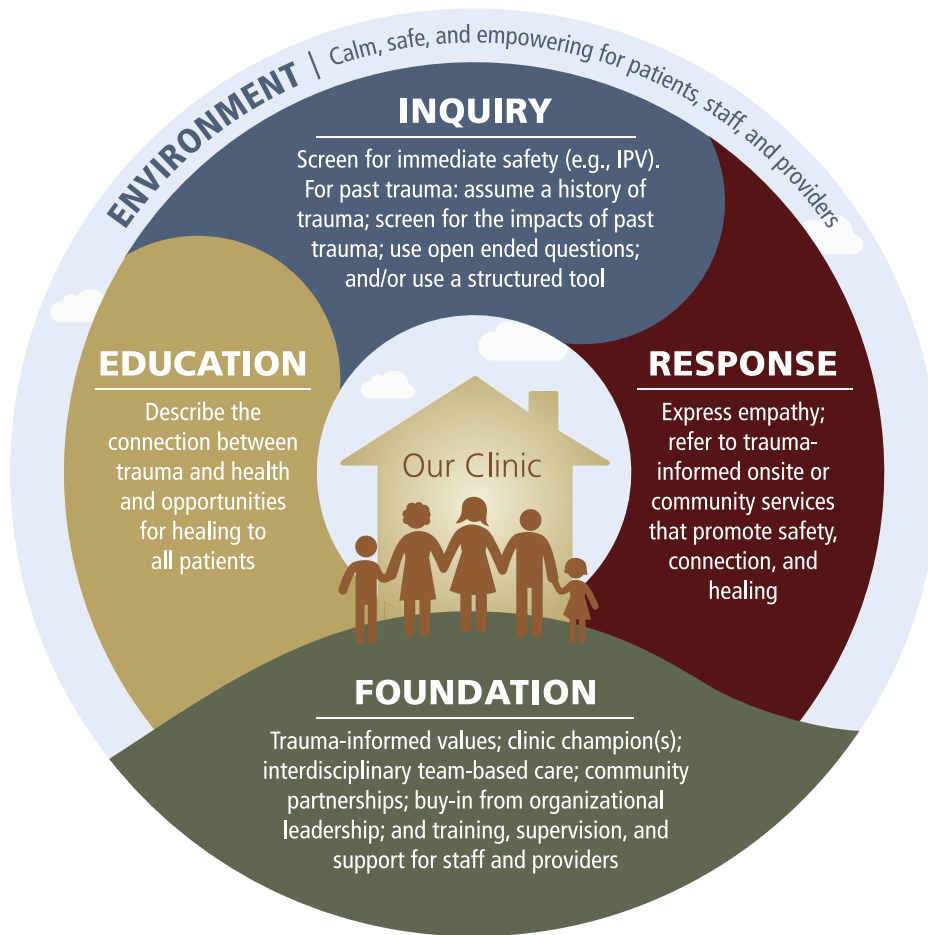 ENVIRONMENT | Calm, safe, and empowering for patients, staff, and providers
INQUIRY
Screen for immediate safety (e.g., IPV).
For past trauma: assume a history of
trauma; screen for the impacts of past
trauma; use open ended questions;
and/or use a structured tool
EDUCATION
Describe the
connection between
trauma and health
and opportunities
for healing to
all patients
RESPONSE
Express empathy;
refer to trauma-
informed onsite or
community services
that promote safety,
connection, and
healing
Our Clinic
FOUNDATION
Trauma-informed values; clinic champion(s);
interdisciplinary team-based care; community
partnerships; buy-in from organizational
leadership; and training, supervision, and
support for staff and providers